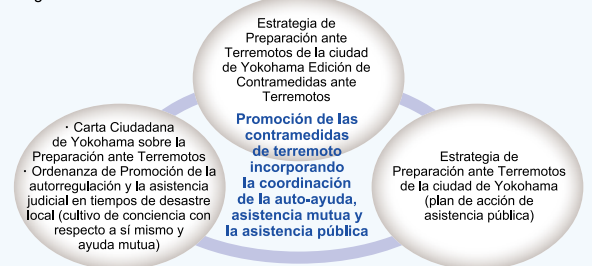 Estrategia de
Preparación ante
Terremotos de la ciudad
de Yokohama Edición de
Contramedidas ante
Terremotos
Promoción de las
contramedidas
de terremoto
incorporando
la coordinación
de la auto-ayuda,
asistencia mutua y
la asistencia pública
· Carta Ciudadana
de Yokohama sobre la
Preparación ante Terremotos
· Ordenanza de Promoción de la
autorregulación y la asistencia
judicial en tiempos de desastre
local (cultivo de conciencia con
respecto a sí mismo y
ayuda mutua)
Estrategia de
Preparación ante Terremotos
de la ciudad de Yokohama
(plan de acción de
asistencia pública)